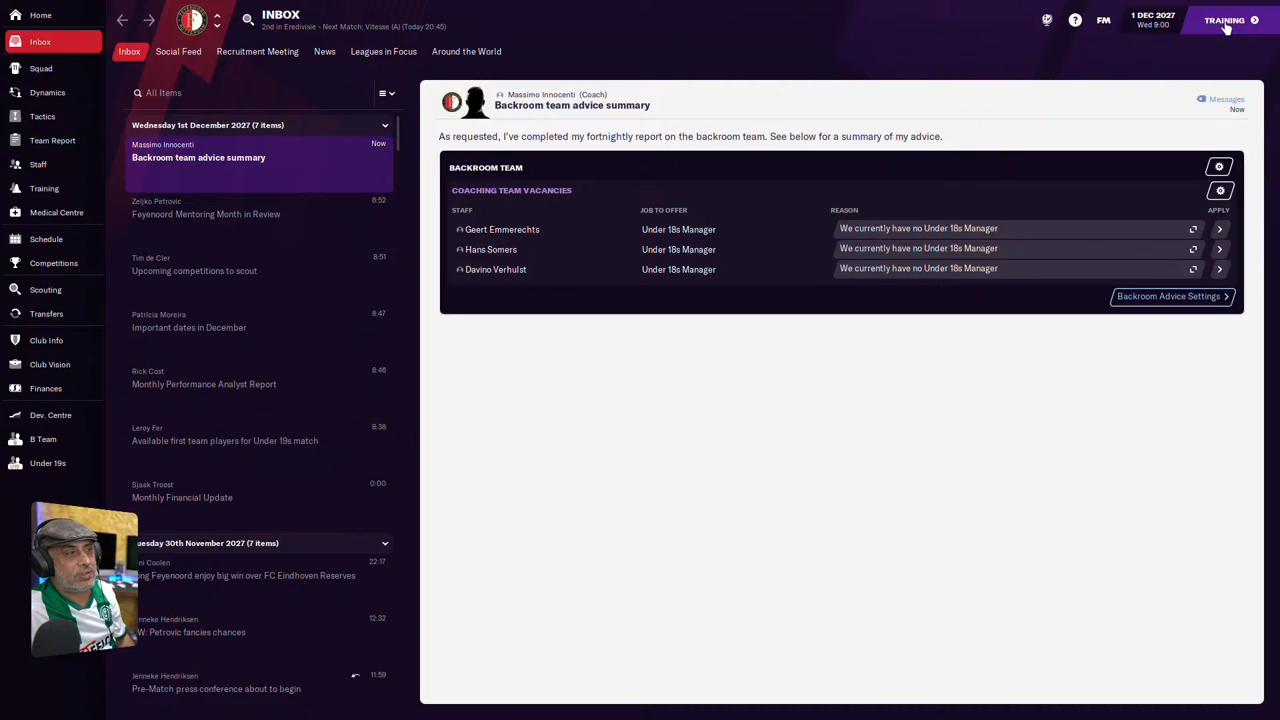 Home
Inbox
Squad
Dynamics
Tactics
Team Report
Staff
Training
Medical Centre
Schedule
Competitions
Scouting
Transfers
Club Info
Club Vision
Finances
Dev. Centre
B Team
Under 19s
INBOX
2nd in Eredivisie - Next Match: Vitesse (A) (Today 20:45)
FM
1 DEC 2027
Wed 9:00
TRAINING
Inbox
Social Feed
Recruitment Meeting
News
Leagues in Focus
Around the World
All Items
Wednesday 1st December 2027 (7 items)
Massimo Innocenti
Now
Backroom team advice summary
Zeljko Petrovic
8:52
Feyenoord Mentoring Month in Review
Tim de Cler
8:51
Upcoming competitions to scout
Patrícia Moreira
8:47
Important dates in December
Rick Cost
8:46
Monthly Performance Analyst Report
Leroy Fer
8:38
Available first team players for Under 19s match
Sjaak Troost
0:00
Monthly Financial Update
uesday 30th November 2027 (7 items)
ni Coolen
22:17
ng Feyenoord enjoy big win over FC Eindhoven Reserves
nneke Hendriksen
12:32
W: Petrovic fancies chances
Jenneke Hendriksen
11:59
Pre-Match press conference about to begin
Massimo Innocenti (Coach)
Backroom team advice summary
Messages
Now
As requested, I've completed my fortnightly report on the backroom team. See below for a summary of my advice.
BACKROOM TEAM
COACHING TEAM VACANCIES
STAFF
JOB TO OFFER
REASON
APPLY
Geert Emmerechts
Under 18s Manager
We currently have no Under 18s Manager
Hans Somers
Under 18s Manager
We currently have no Under 18s Manager
Davino Verhulst
Under 18s Manager
We currently have no Under 18s Manager
Backroom Advice Settings